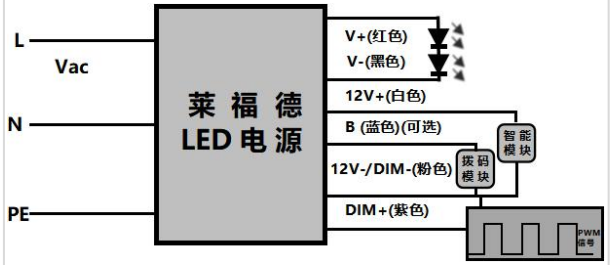 L
Vac
N
PE
莱福德
LED电源
V+(红色)
V-(黑色)
12V+(白色)
B (蓝色)(可选)
12V-/DIM-(粉色)
DIM+(紫色)
智能
模块
拨码
模块
PWM
信号